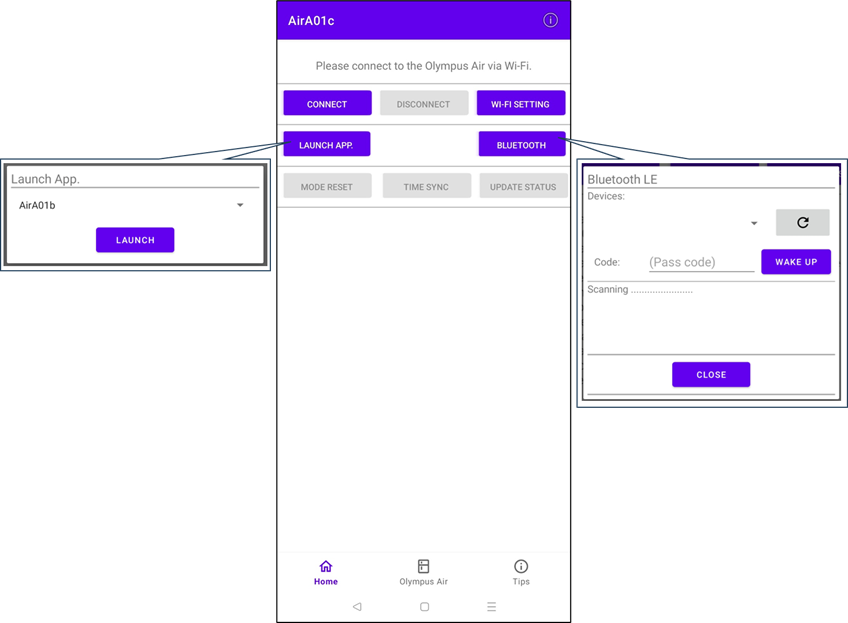 AirA01c
Please connect to the Olympus Air via Wi-Fi.
CONNECT
DISCONNECT
WI-FI SETTING
LAUNCH APP.
BLUETOOTH
MODE RESET
TIME SYNC
UPDATE STATUS
Launch App.
AirA01b
LAUNCH
Bluetooth LE
Devices:
Code:
(Pass code)
WAKE UP
Scanning .......................
CLOSE
Home
Olympus Air
Tips